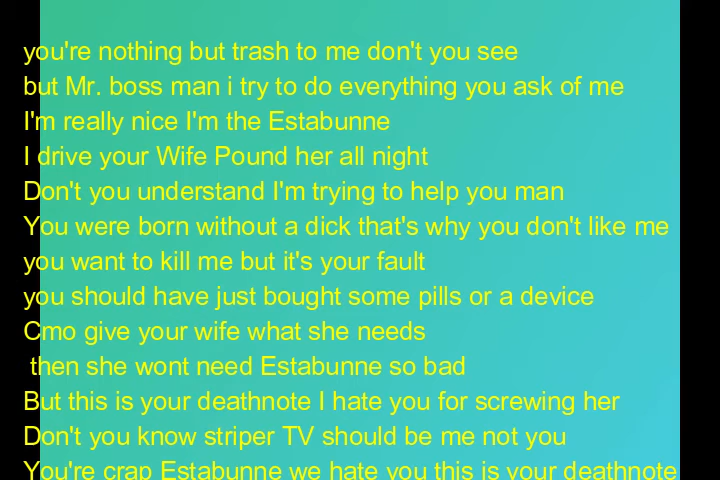 you're nothing but trash to me don't you see
but Mr. boss man i try to do everything you ask of me
I'm really nice I'm the Estabunne
I drive your Wife Pound her all night
Don't you understand I'm trying to help you man
You were born without a dick that's why you don't like me
you want to kill me but it's your fault
you should have just bought some pills or a device
Cmo give your wife what she needs
then she wont need Estabunne so bad
But this is your deathnote I hate you for screwing her
Don't you know striper TV should be me not you
You're crap Estabunne we hate you this is your deathnote